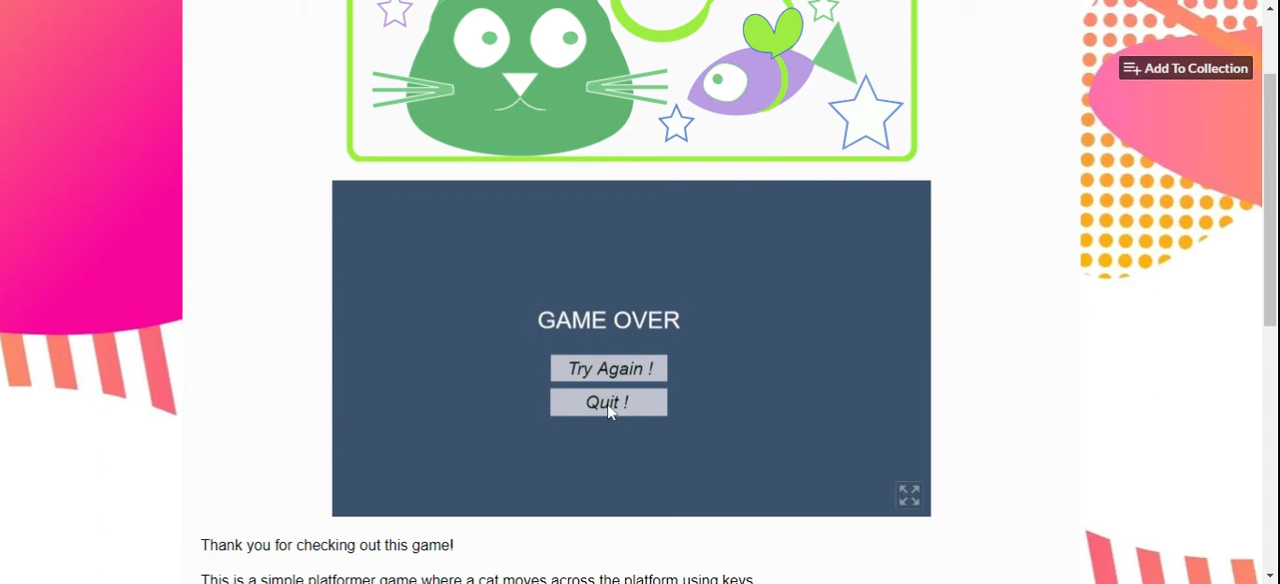 Add To Collection
GAME OVER
Try Again !
Quit !
Thank you for checking out this game!
This is a simple platformer game where a cat moves across the platform using keys